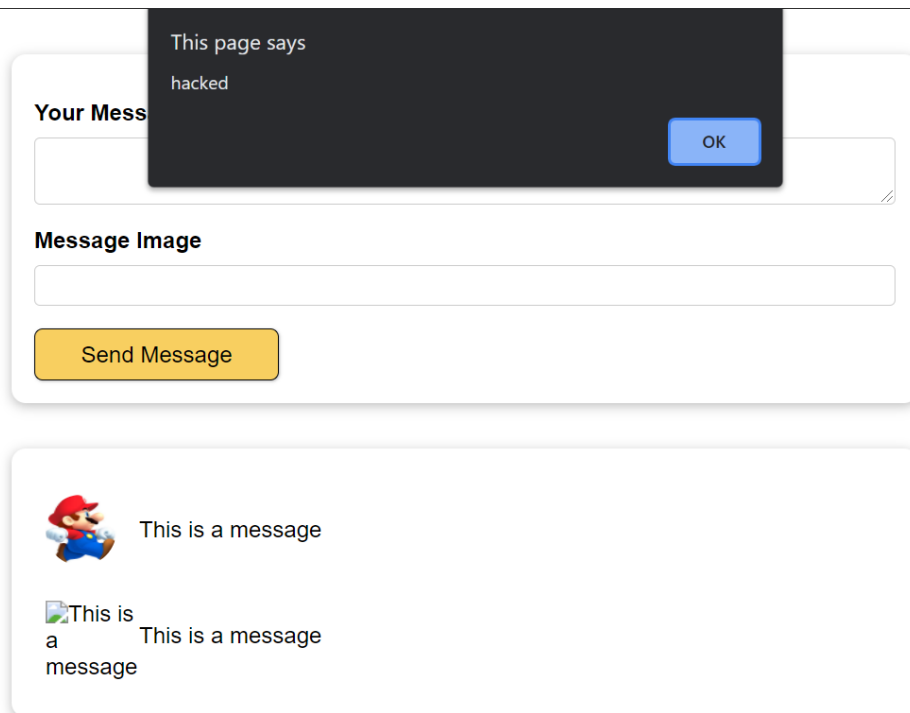 This page says
hacked
OK
Your Mess
Message Image
Send Message
This is a message
This is
a
message
This is a message